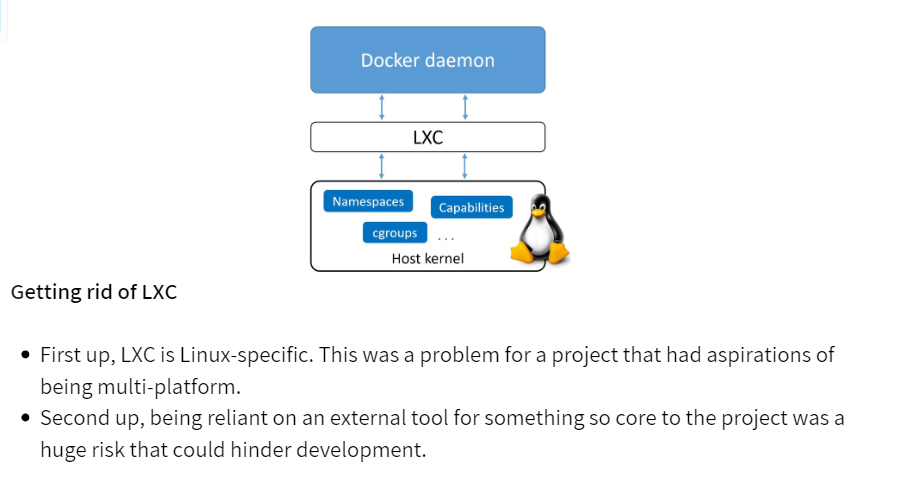 Docker daemon
LXC
Namespaces
Capabilities
cgroups
...
Host kernel
Getting rid of LXC
• First up, LXC is Linux-specific. This was a problem for a project that had aspirations of
being multi-platform.
• Second up, being reliant on an external tool for something so core to the project was a
huge risk that could hinder development.